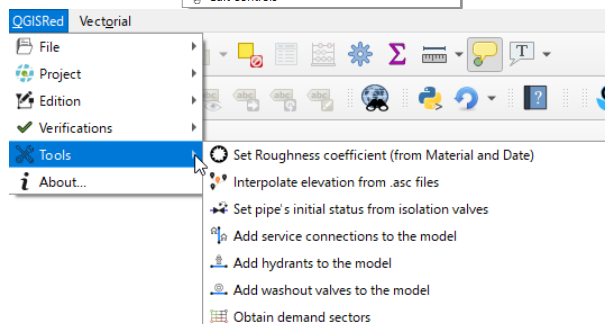 Edit controls
QGISRed Vectorial
File
Project
Edition
Verifications
Tools
About...
Set Roughness coefficient (from Material and Date)
Interpolate elevation from .asc files
Set pipe's initial status from isolation valves
Add service connections to the model
Add hydrants to the model
Add washout valves to the model
Obtain demand sectors